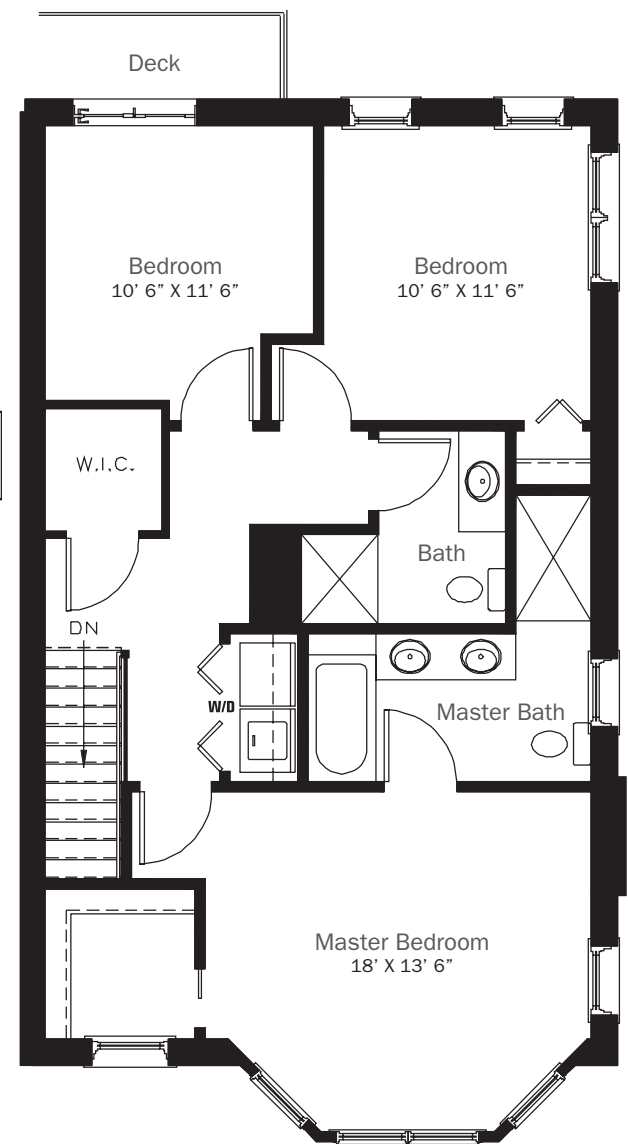 Deck
Bedroom
10’ 6” X 11’ 6”
Bedroom
10’ 6” X 11’ 6”
W.I.C.
Bath
DN
W/D
Master Bath
Master Bedroom
18’ X 13’ 6”